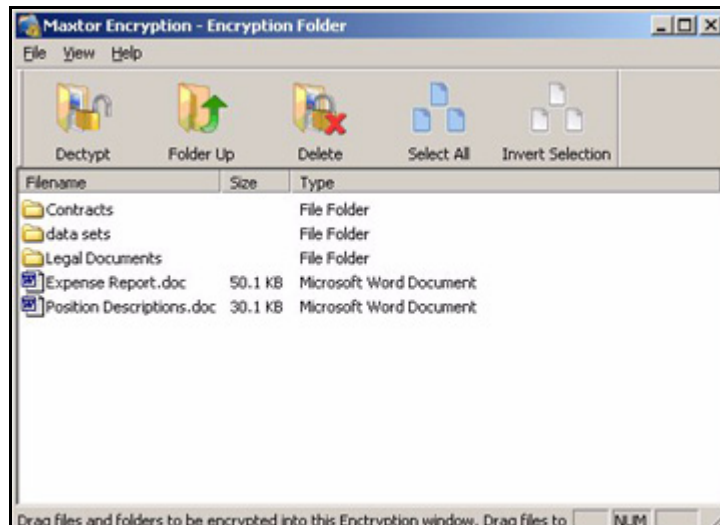 Maxtor Encryption - Encryption Folder
File View Help
Dectypt Folder Up Delete Select All Invert Selection
Filename Size Type
Contracts File Folder
data sets File Folder
Legal Documents File Folder
Expense Report.doc 50.1 KB Microsoft Word Document
Position Descriptions.doc 30.1 KB Microsoft Word Document
Drag files and folders to be encrypted into this Enctryption window. Drag files to NUM